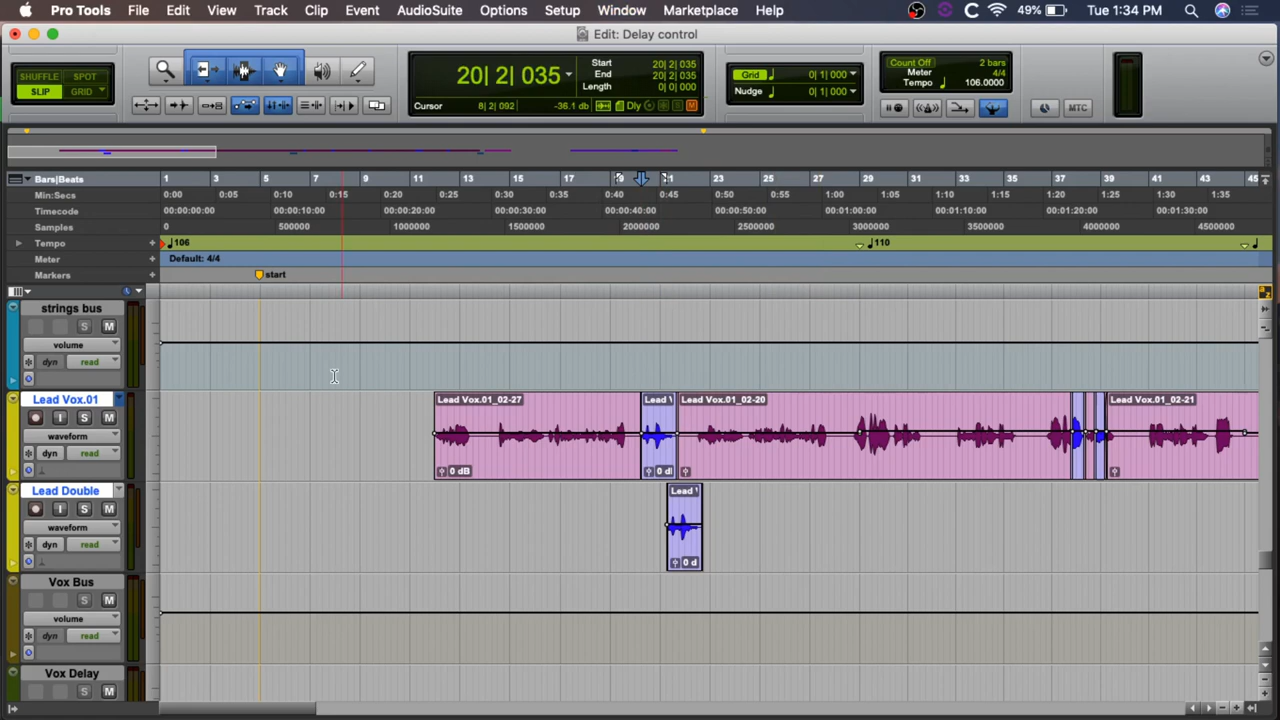 Pro Tools File Edit View Track Clip Event AudioSuite Options Setup Window Marketplace Help 49% Tue 1:34 PM
Edit: Delay control
SHUFFLE SPOT
SLIP GRID
20| 2| 035
Start 20| 2| 035
End 20| 2| 035
Length 0| 0| 000
Cursor 8| 2| 092 -36.1 db Dly S S M
Grid 0| 1| 000
Nudge 0| 1| 000
Count Off 2 bars
Meter 4/4
Tempo 106.0000
MTC
Bars|Beats 1 3 5 7 9 11 13 15 17 21 23 25 27 29 31 33 35 37 39 41 43 45
Min:Secs 0:00 0:05 0:10 0:15 0:20 0:25 0:30 0:35 0:40 0:45 0:50 0:55 1:00 1:05 1:10 1:15 1:20 1:25 1:30 1:35
Timecode 00:00:00:00 00:00:10:00 00:00:20:00 00:00:30:00 00:00:40:00 00:00:50:00 00:01:00:00 00:01:10:00 00:01:20:00 00:01:30:00
Samples 0 500000 1000000 1500000 2000000 2500000 3000000 3500000 4000000 4500000
Tempo 106 110
Meter Default: 4/4
Markers start
strings bus
S M
volume
dyn read
Lead Vox.01 Lead Vox.01_02-27 Lead V Lead Vox.01_02-20 Lead Vox.01_02-21
I S M
waveform
dyn read 0 dB 0 d
Lead Double Lead V
I S M
waveform
dyn read
0 d
Vox Bus
S M
volume
dyn read
Vox Delay
S M